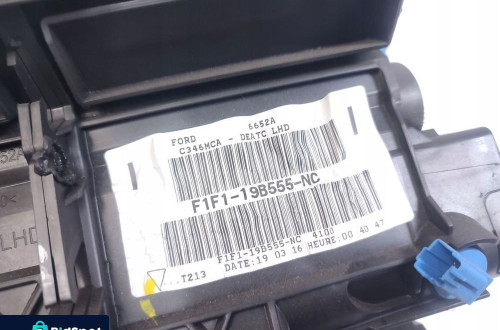 FORD 6652A
C346MCA - DEATC LHD
F1F1-19B555-NC
F1F1-19B555-NC 4100
...T213 DATE:19 03 16 HEURE:00 40 47
LHD
BidSpot